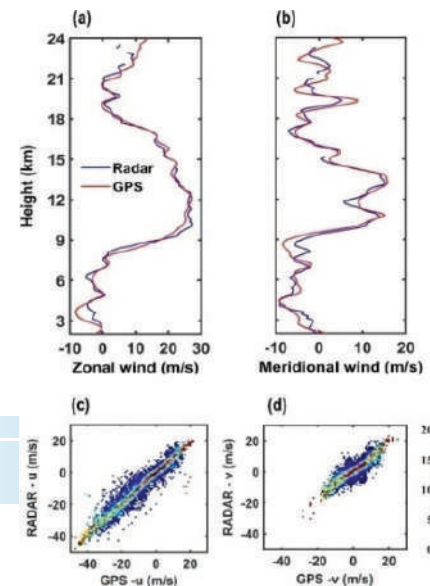 (a)
24
21
18
15
12
9
6
3
Height (km)
Radar
GPS
-10 0 10 20 30
Zonal wind (m/s)
(b)
-20 -10 0 10 20
Meridional wind (m/s)
(c)
20
0
-20
-40
RADAR - u (m/s)
-40 -20 0 20
GPS -u (m/s)
(d)
20
0
-20
-40
RADAR - v (m/s)
-40 -20 0 20
GPS -v (m/s)
20
15
10
5
0